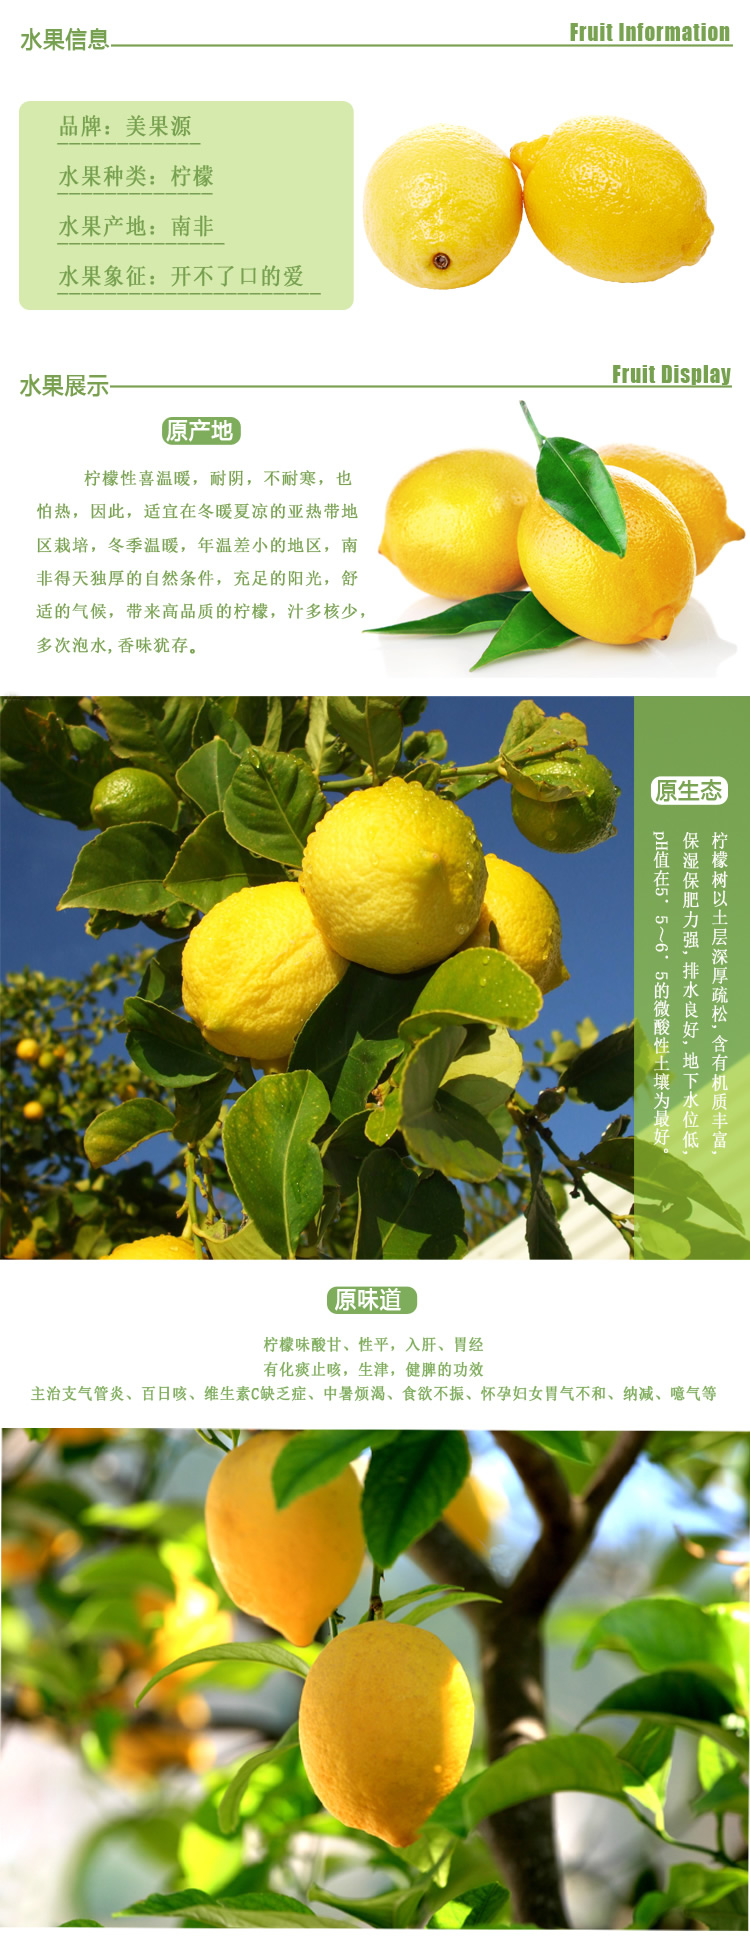 水果信息
Fruit Information
品牌：美果源
水果种类：柠檬
水果产地：南非
水果象征：开不了口的爱
水果展示
Fruit Display
原产地
柠檬性喜温暖，耐阴，不耐寒，也
怕热，因此，适宜在冬暖夏凉的亚热带地
区栽培，冬季温暖，年温差小的地区，南
非得天独厚的自然条件，充足的阳光，舒
适的气候，带来高品质的柠檬，汁多核少，
多次泡水,香味犹存。
原生态
柠檬树以土层深厚疏松,含有机质丰富,
保湿保肥力强,排水良好,地下水位低,
pH值在5．5～6．5的微酸性土壤为最好。
原味道
柠檬味酸甘、性平，入肝、胃经
有化痰止咳，生津，健脾的功效
主治支气管炎、百日咳、维生素C缺乏症、中暑烦渴、食欲不振、怀孕妇女胃气不和、纳减、噫气等